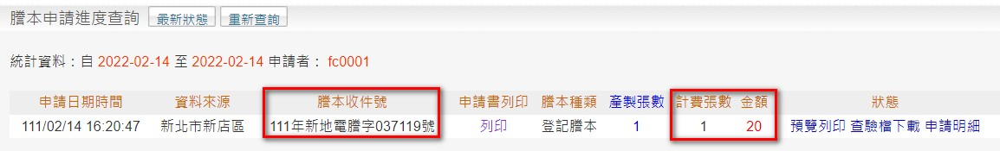 謄本申請進度查詢 最新狀態 重新查詢
統計資料：自 2022-02-14 至 2022-02-14 申請者： fc0001
申請日期時間 資料來源 謄本收件號 申請書列印 謄本種類 產製張數 計費張數 金額 狀態
111/02/14 16:20:47 新北市新店區 111年新地電謄字037119號 列印 登記謄本 1 1 20 預覽列印 查驗檔下載 申請明細